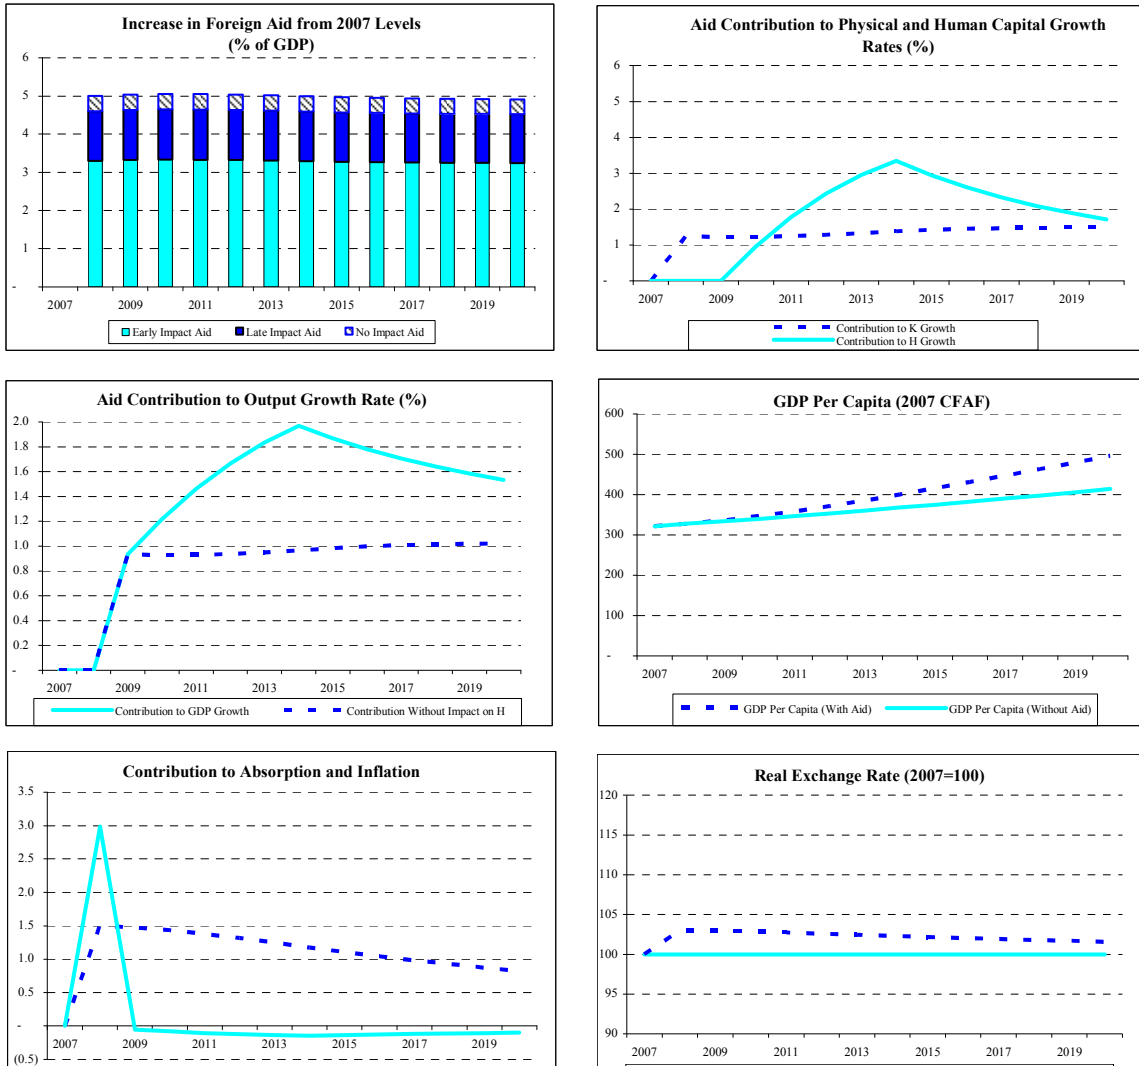 Increase in Foreign Aid from 2007 Levels
(% of GDP)
6
5
4
3
2
1
-
2007 2009 2011 2013 2015 2017 2019
Early Impact Aid Late Impact Aid No Impact Aid
Aid Contribution to Physical and Human Capital Growth
Rates (%)
6
5
4
3
2
1
-
2007 2009 2011 2013 2015 2017 2019
Contribution to K Growth
Contribution to H Growth
Aid Contribution to Output Growth Rate (%)
2.0
1.8
1.6
1.4
1.2
1.0
0.8
0.6
0.4
0.2
-
2007 2009 2011 2013 2015 2017 2019
Contribution to GDP Growth Contribution Without Impact on H
GDP Per Capita (2007 CFAF)
600
500
400
300
200
100
-
2007 2009 2011 2013 2015 2017 2019
GDP Per Capita (With Aid) GDP Per Capita (Without Aid)
Contribution to Absorption and Inflation
3.5
3.0
2.5
2.0
1.5
1.0
0.5
-
2007 2009 2011 2013 2015 2017 2019
(0.5)
Real Exchange Rate (2007=100)
120
115
110
105
100
95
90
2007 2009 2011 2013 2015 2017 2019